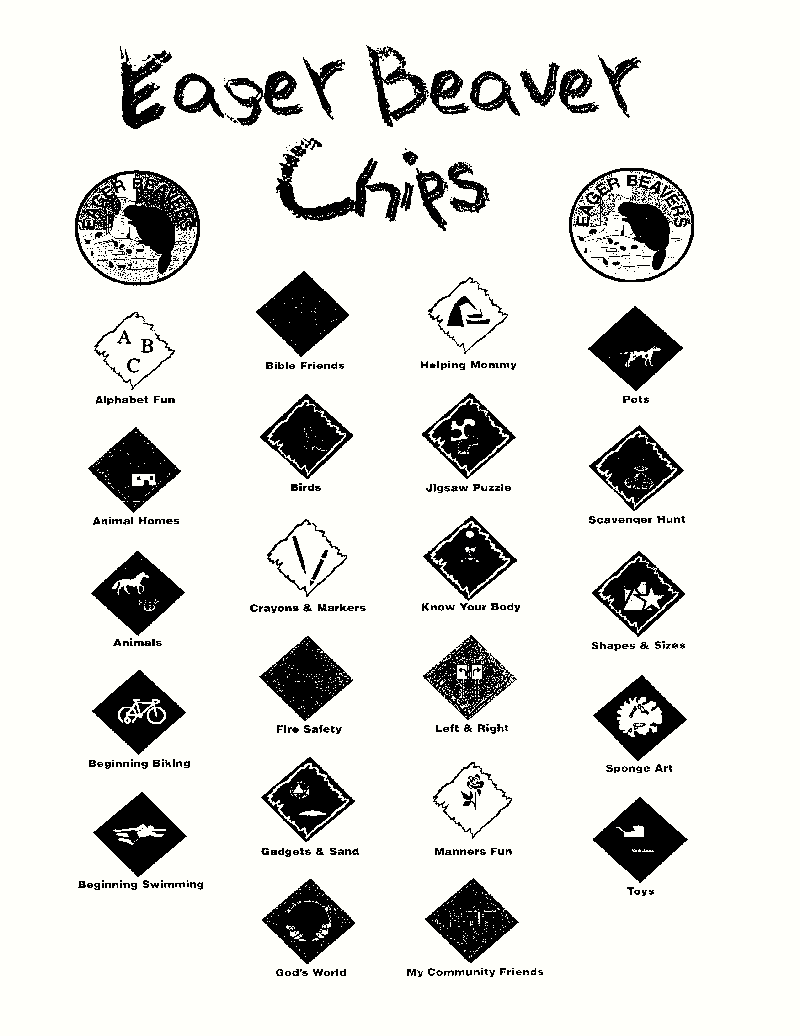 Eager Beaver
Chips
EAGER BEAVERS
EAGER BEAVERS
A B
C
Alphabet Fun
Animal Homes
Animals
Beginning Biking
Beginning Swimming
Bible Friends
Birds
Crayons & Markers
Fire Safety
Gadgets & Sand
God's World
Helping Mommy
Jigsaw Puzzle
Know Your Body
Left & Right
Manners Fun
My Community Friends
Pets
Scavenger Hunt
Shapes & Sizes
Sponge Art
Toys